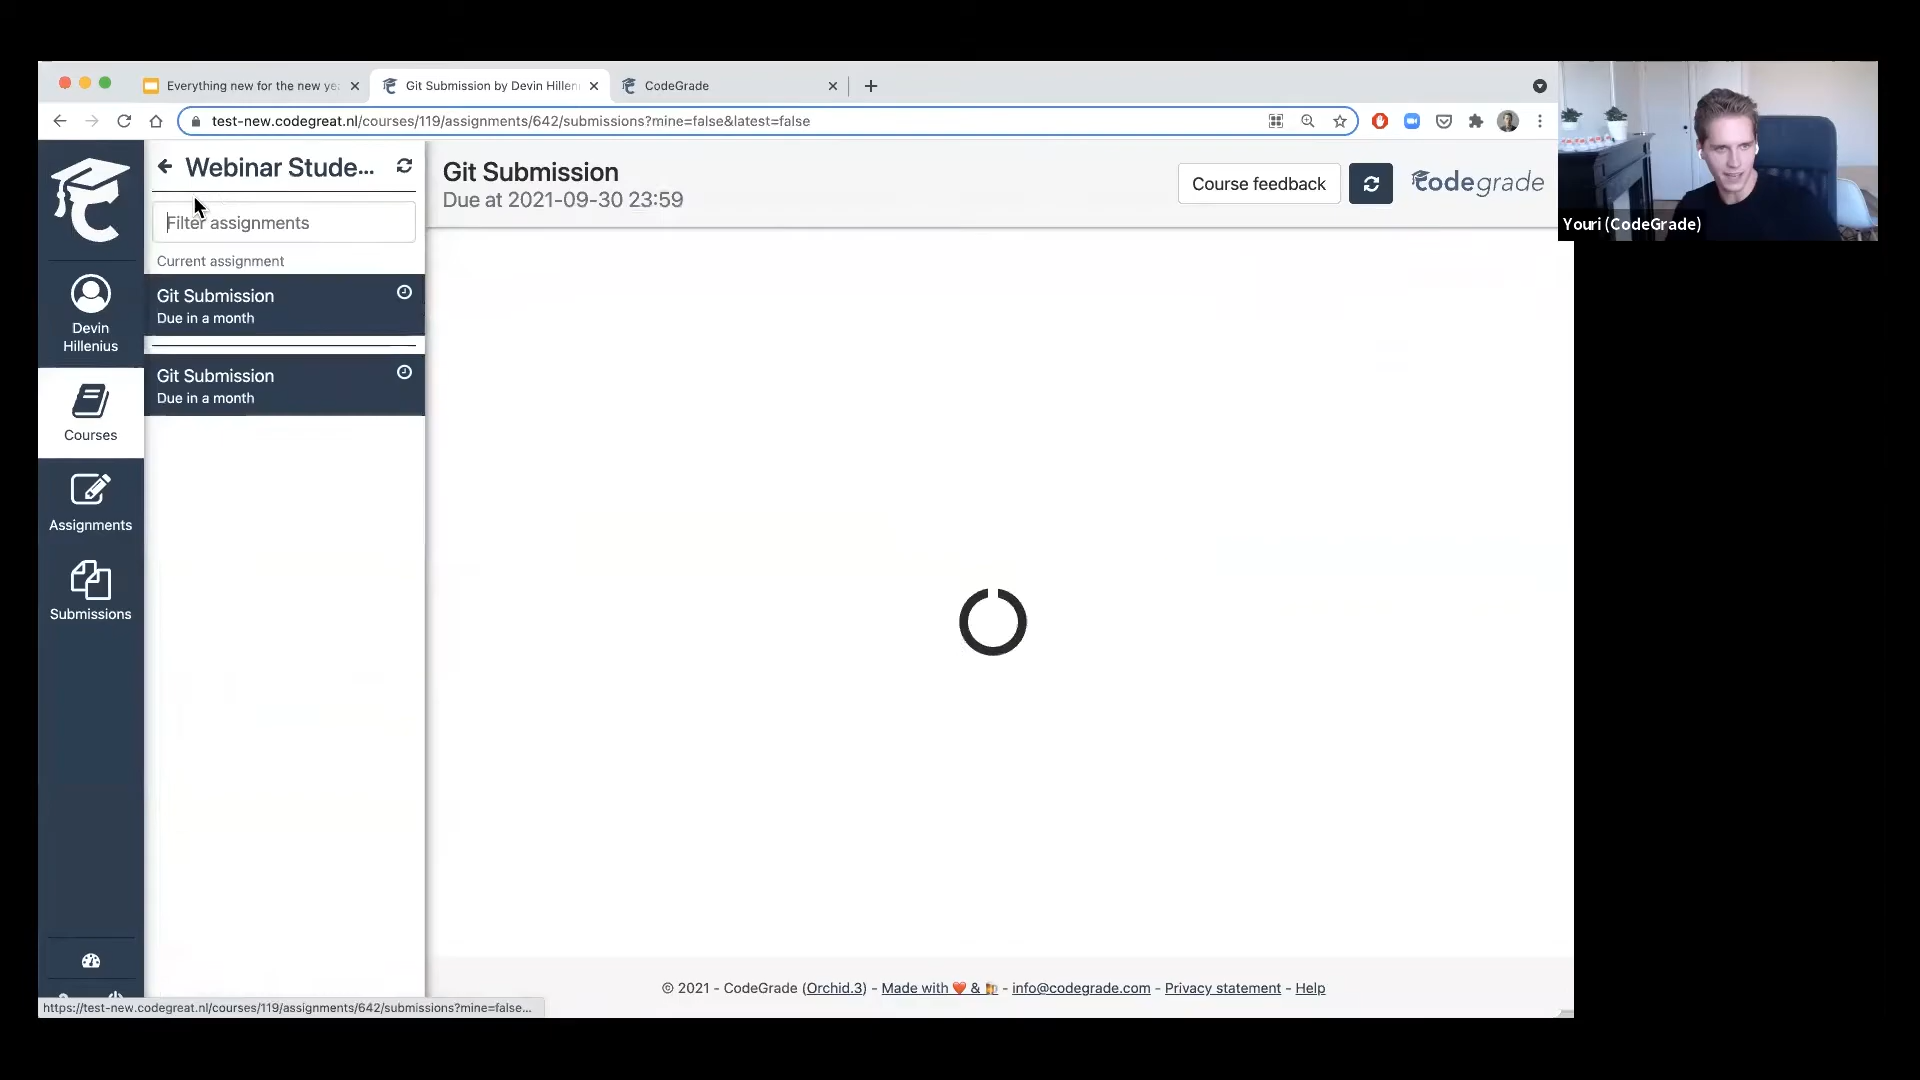 Everything new for the new ye
Git Submission by Devin Hillen
CodeGrade
test-new.codegreat.nl/courses/119/assignments/642/submissions?mine=false&latest=false
Youri (CodeGrade)
Webinar Stude...
Filter assignments
Current assignment
Git Submission
Due in a month
Git Submission
Due in a month
Devin
Hillenius
Courses
Assignments
Submissions
Git Submission
Due at 2021-09-30 23:59
Course feedback
codegrade
© 2021 - CodeGrade (Orchid.3) - Made with ❤️ & 🍻 - info@codegrade.com - Privacy statement - Help
https://test-new.codegreat.nl/courses/119/assignments/642/submissions?mine=false...